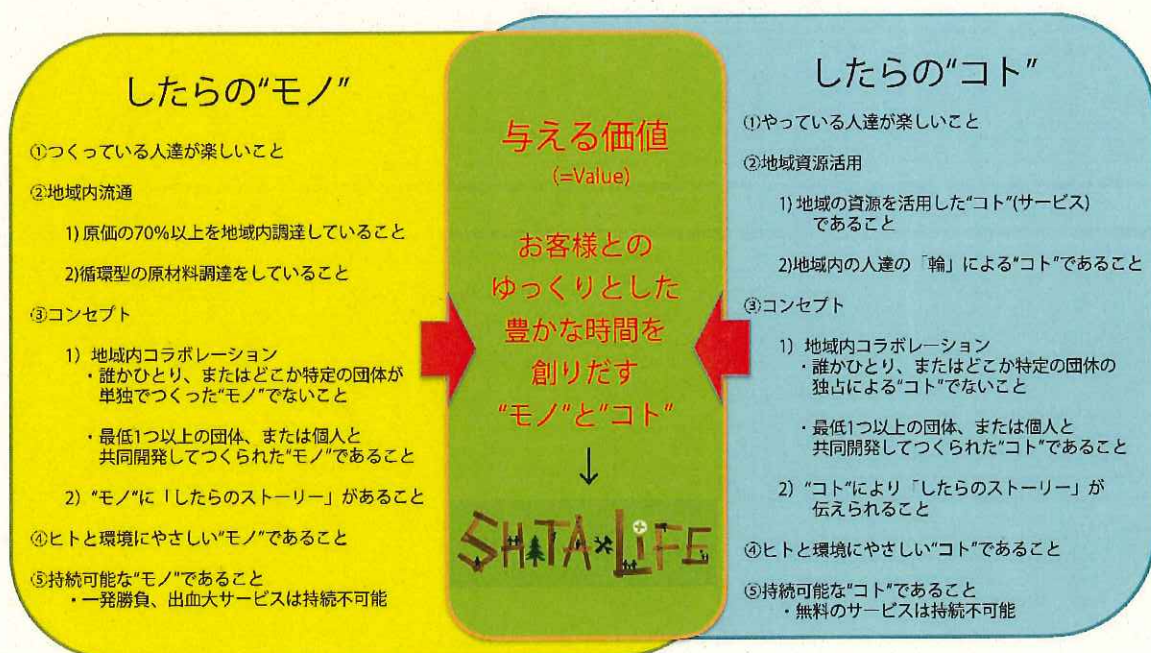 したらの“モノ”
①つくっている人達が楽しいこと
②地域内流通
1) 原価の70%以上を地域内調達していること
2)循環型の原材料調達をしていること
③コンセプト
1）地域内コラボレーション
・誰かひとり、またはどこか特定の団体が
単独でつくった“モノ”でないこと
・最低1つ以上の団体、または個人と
共同開発してつくられた“モノ”であること
2）“モノ“に「したらのストーリー」があること
④ヒトと環境にやさしい“モノ”であること
⑤持続可能な“モノ”であること
・一発勝負、出血大サービスは持続不可能
与える価値
(=Value)
お客様との
ゆっくりとした
豊かな時間を
創りだす
“モノ”と“コト”
↓
SHITA×LiFE
したらの“コト”
①やっている人達が楽しいこと
②地域資源活用
1) 地域の資源を活用した“コト”(サービス)
であること
2)地域内の人達の「輪」による“コト”であること
③コンセプト
1）地域内コラボレーション
・誰かひとり、またはどこか特定の団体の
独占による“コト”でないこと
・最低1つ以上の団体、または個人と
共同開発してつくられた“コト”であること
2）“コト”により「したらのストーリー」が
伝えられること
④ヒトと環境にやさしい“コト”であること
⑤持続可能な“コト”であること
・無料のサービスは持続不可能